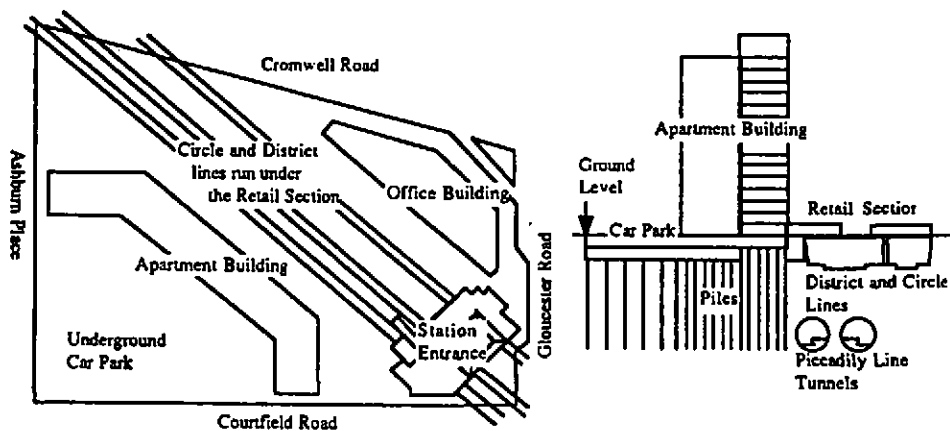 Cromwell Road
Ashburn Place
Circle and District
lines run under
the Retail Section
Office Building
Apartment Building
Underground
Car Park
Station
Entrance
Gloucester Road
Courtfield Road
Apartment Building
Ground
Level
Car Park
Retail Section
Piles
District and Circle
Lines
Piccadily Line
Tunnels